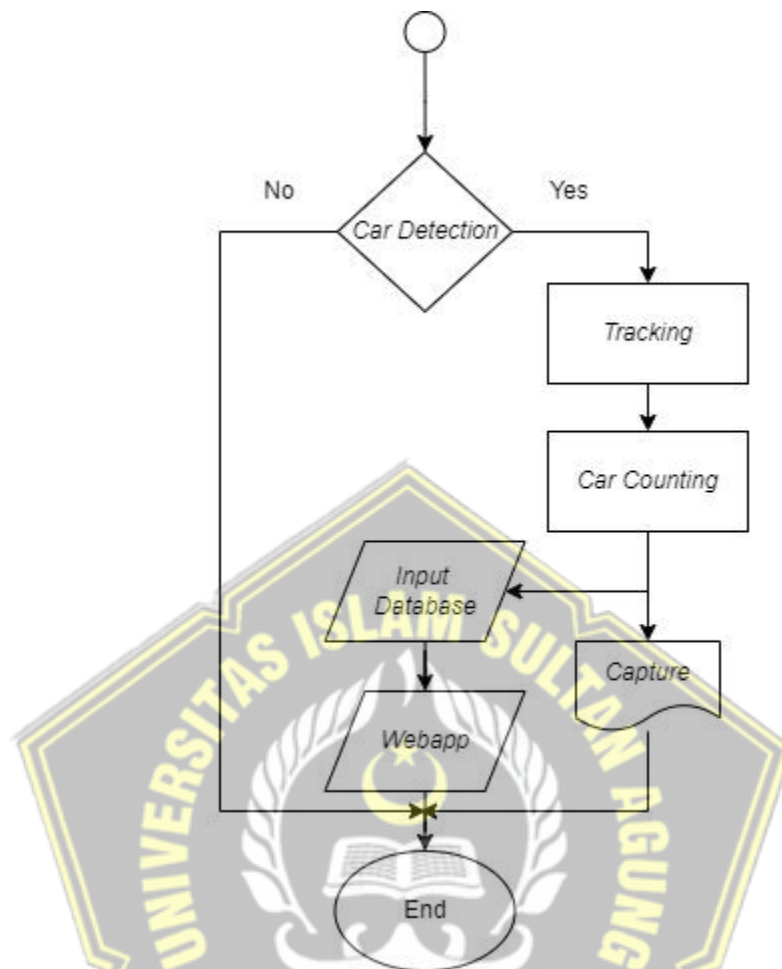 No
Yes
Car Detection
Tracking
Car Counting
Input
Database
Capture
Webapp
End
UNIVERSITAS ISLAM SULTAN AGUNG